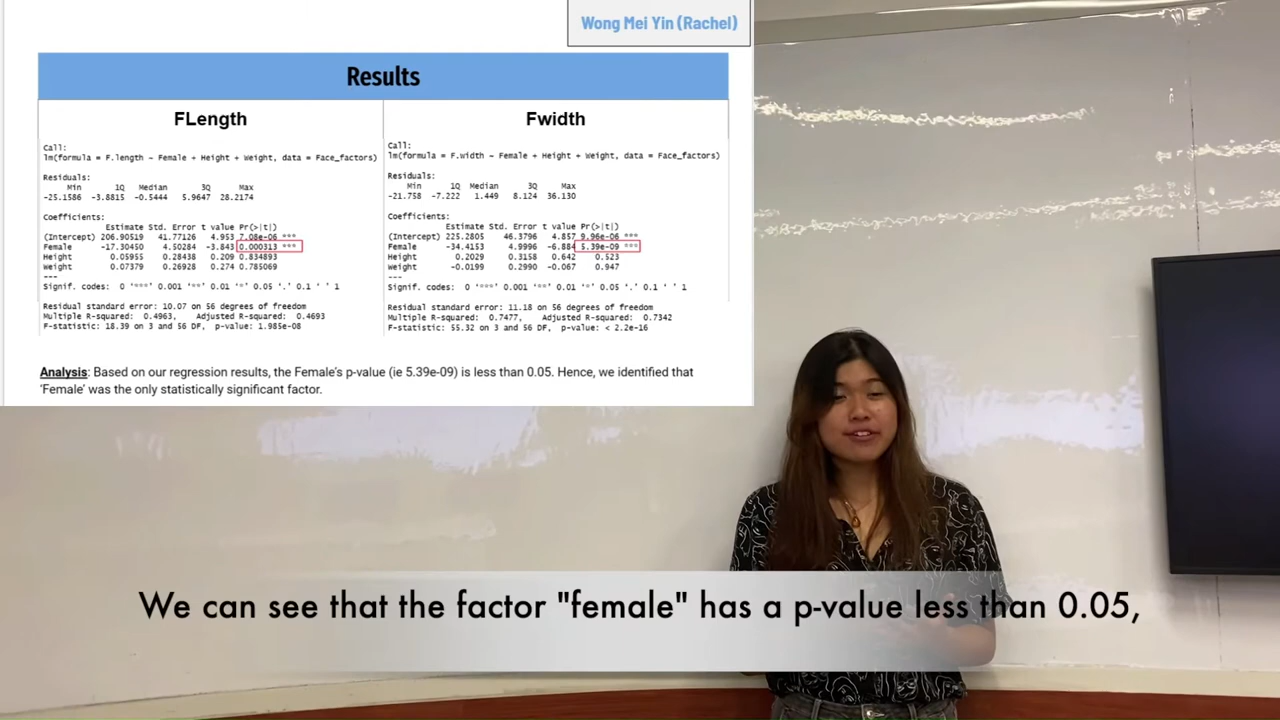 Wong Mei Yin (Rachel)
Results
FLength
Call:
lm(formula = F.length ~ Female + Height + Weight, data = Face_factors)
Residuals:
Min 1Q Median 3Q Max
-25.1586 -3.8815 -0.5444 5.9647 28.2174
Coefficients:
Estimate Std. Error t value Pr(>|t|)
(Intercept) 206.90519 41.77126 4.953 7.08e-06 ***
Female -17.30450 4.50284 -3.843 0.000313 ***
Height 0.05955 0.28438 0.209 0.834893
Weight 0.07379 0.26928 0.274 0.785069
---
Signif. codes: 0 '***' 0.001 '**' 0.01 '*' 0.05 '.' 0.1 ' ' 1
Residual standard error: 10.07 on 56 degrees of freedom
Multiple R-squared: 0.4963, Adjusted R-squared: 0.4693
F-statistic: 18.39 on 3 and 56 DF, p-value: 1.985e-08
Fwidth
Call:
lm(formula = F.width ~ Female + Height + Weight, data = Face_factors)
Residuals:
Min 1Q Median 3Q Max
-21.758 -7.222 1.449 8.124 36.130
Coefficients:
Estimate Std. Error t value Pr(>|t|)
(Intercept) 225.2805 46.3796 4.857 9.96e-06 ***
Female -34.4153 4.9996 -6.884 5.39e-09 ***
Height 0.2029 0.3158 0.642 0.523
Weight -0.0199 0.2990 -0.067 0.947
---
Signif. codes: 0 '***' 0.001 '**' 0.01 '*' 0.05 '.' 0.1 ' ' 1
Residual standard error: 11.18 on 56 degrees of freedom
Multiple R-squared: 0.7477, Adjusted R-squared: 0.7342
F-statistic: 55.32 on 3 and 56 DF, p-value: < 2.2e-16
Analysis: Based on our regression results, the Female's p-value (ie 5.39e-09) is less than 0.05. Hence, we identified that
'Female' was the only statistically significant factor.
We can see that the factor "female" has a p-value less than 0.05,